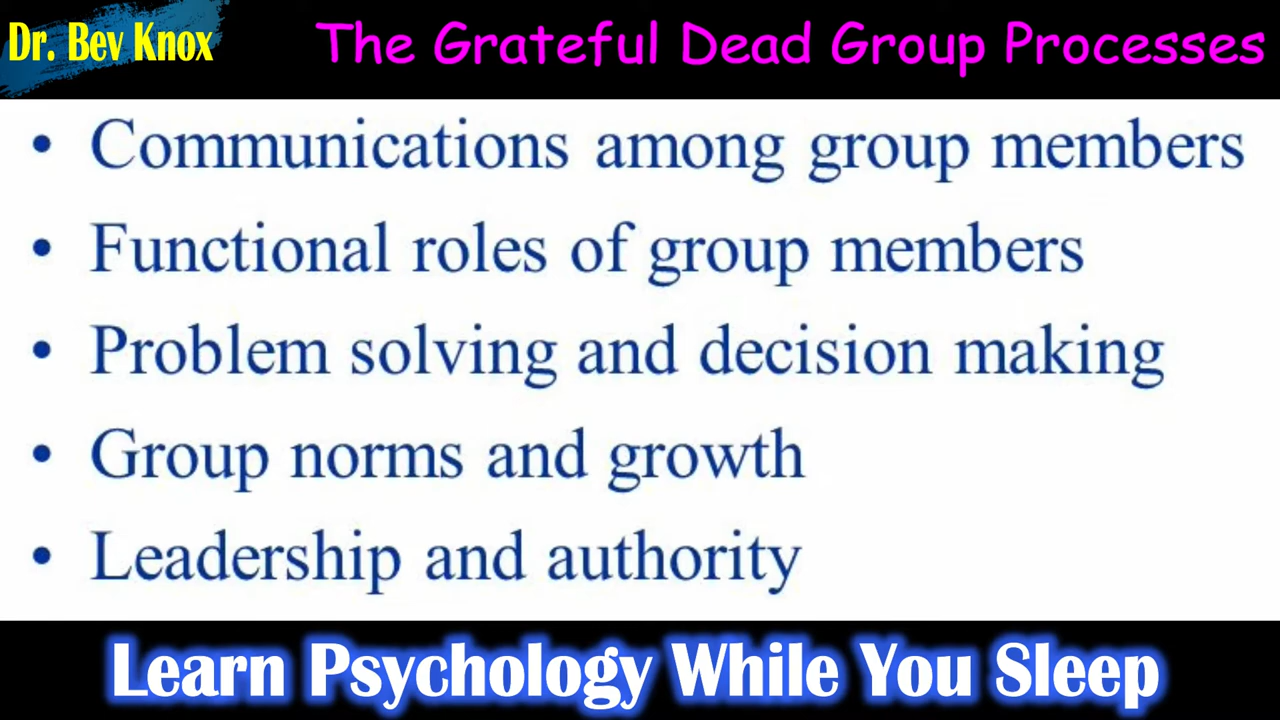 Dr. Bev Knox
The Grateful Dead Group Processes
• Communications among group members
• Functional roles of group members
• Problem solving and decision making
• Group norms and growth
• Leadership and authority
Learn Psychology While You Sleep